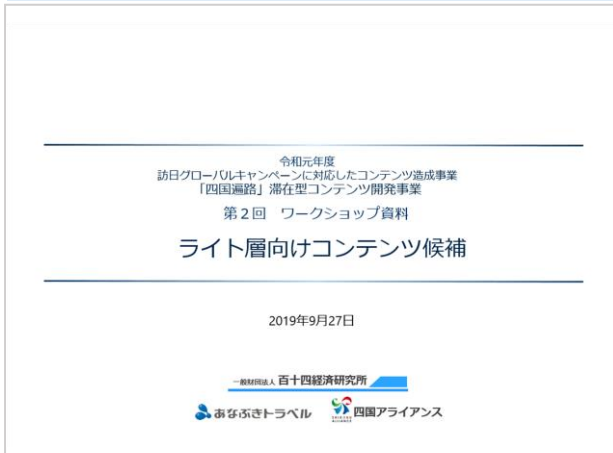 令和元年度
訪日グローバルキャンペーンに対応したコンテンツ造成事業
「四国遍路」滞在型コンテンツ開発事業
第2回　ワークショップ資料
ライト層向けコンテンツ候補
2019年9月27日
一般財団法人 百十四経済研究所
あなぶきトラベル
四国アライアンス